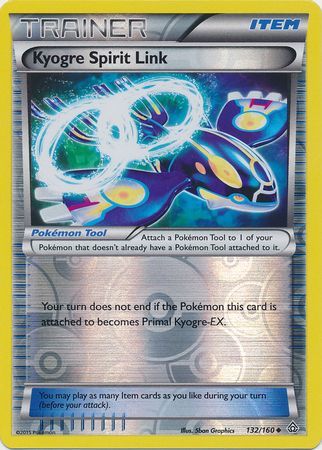 TRAINER ITEM
Kyogre Spirit Link
Pokémon Tool Attach a Pokémon Tool to 1 of your
Pokémon that doesn't already have a Pokémon Tool attached to it.
Your turn does not end if the Pokémon this card is
attached to becomes Primal Kyogre-EX.
You may play as many Item cards as you like during your turn
(before your attack).
©2015 Pokémon Illus. 5ban Graphics 132/160